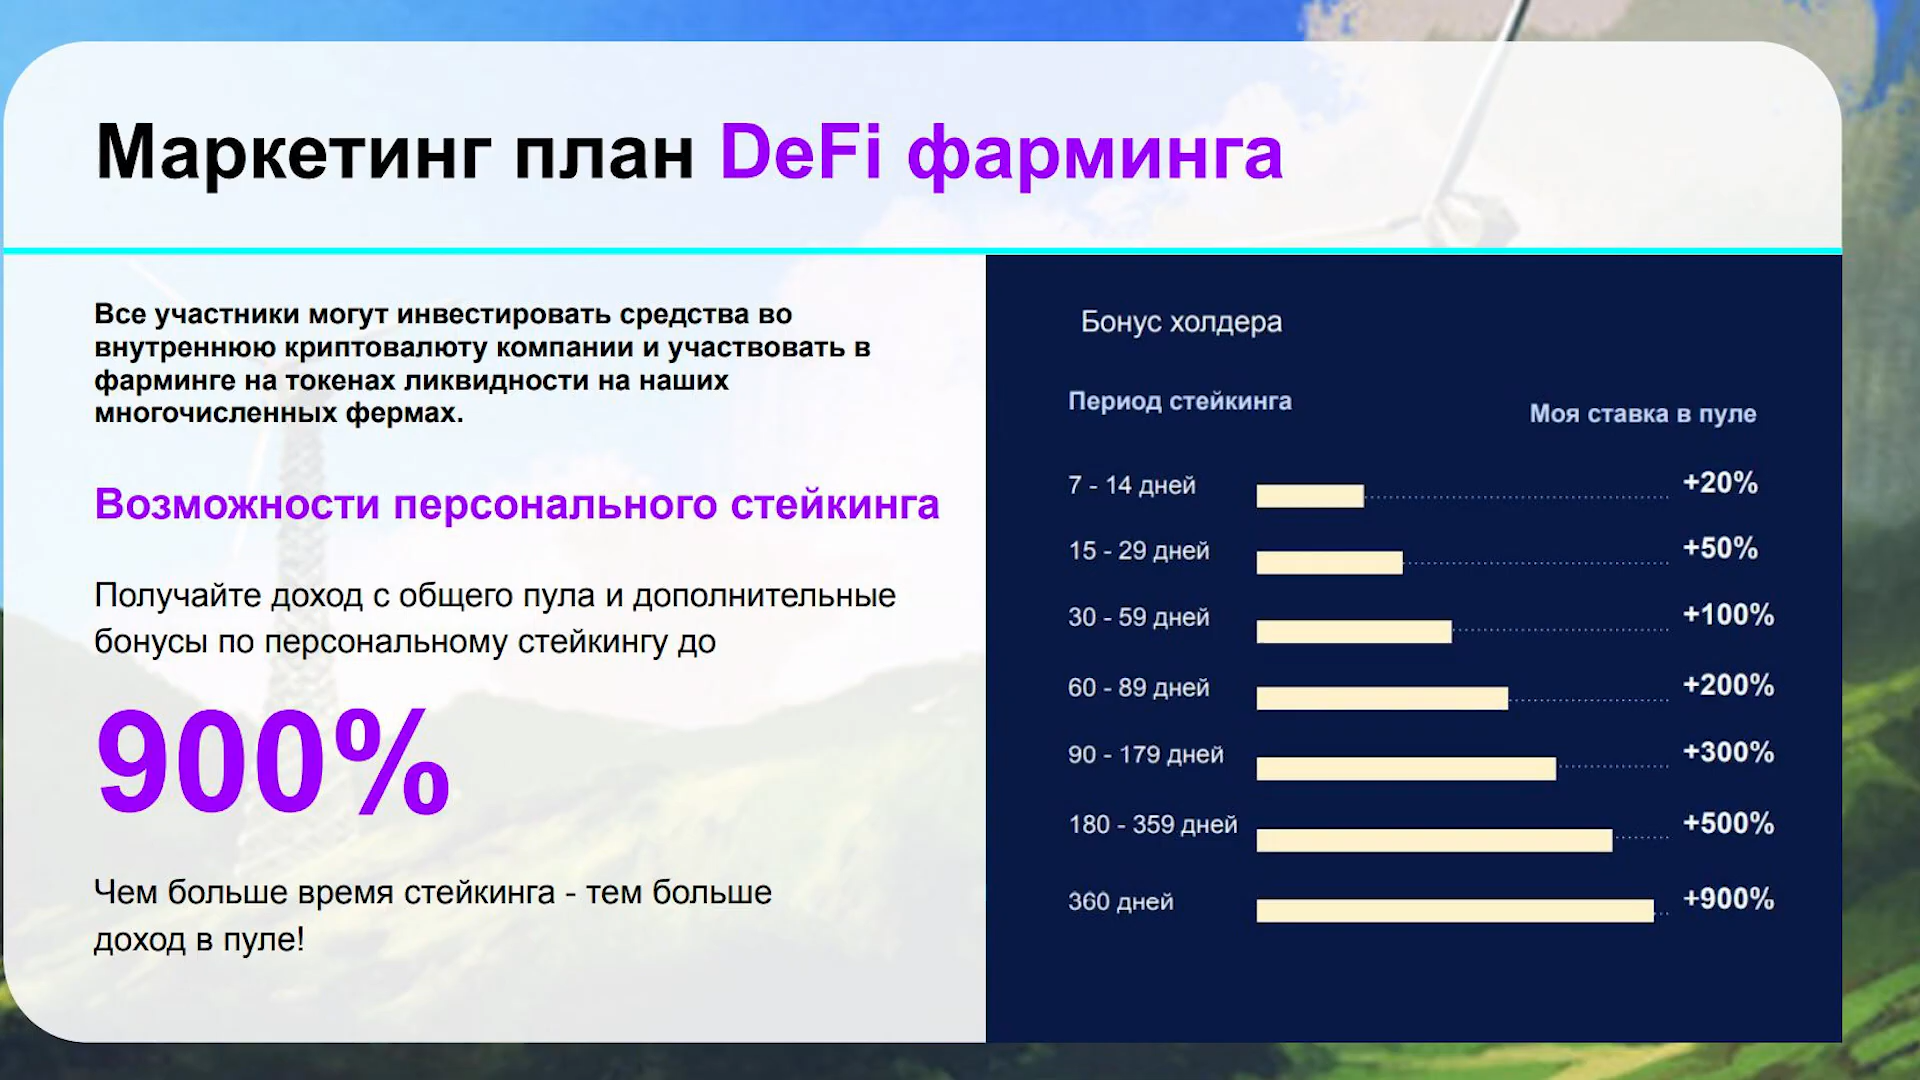 Маркетинг план DeFi фарминга
Все участники могут инвестировать средства во
внутреннюю криптовалюту компании и участвовать в
фарминге на токенах ликвидности на наших
многочисленных фермах.
Возможности персонального стейкинга
Получайте доход с общего пула и дополнительные
бонусы по персональному стейкингу до
900%
Чем больше время стейкинга - тем больше
доход в пуле!
Бонус холдера
Период стейкинга Моя ставка в пуле
7 - 14 дней +20%
15 - 29 дней +50%
30 - 59 дней +100%
60 - 89 дней +200%
90 - 179 дней +300%
180 - 359 дней +500%
360 дней +900%